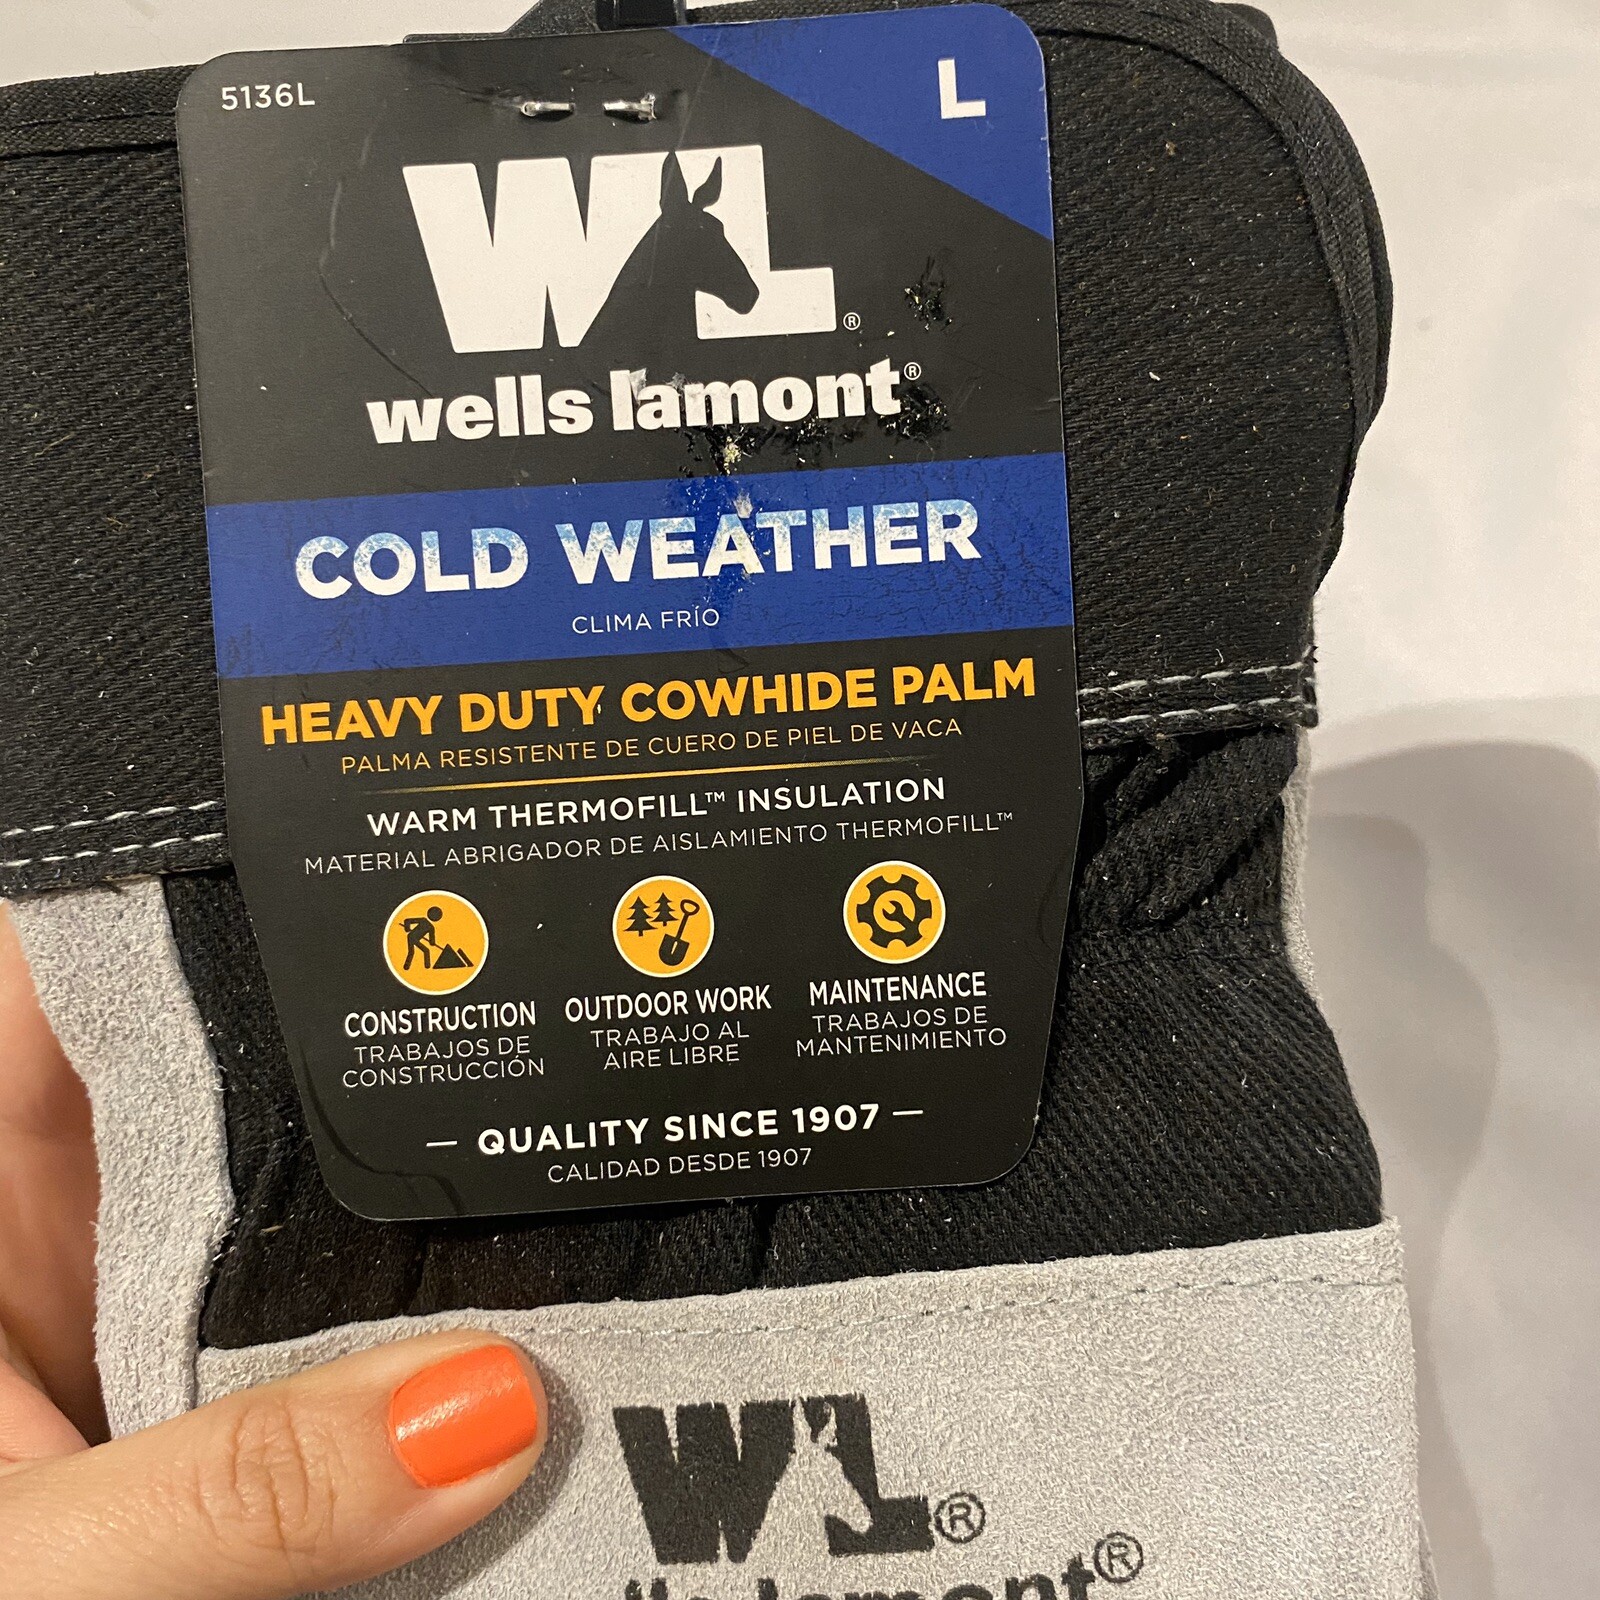 5136L
L
WL®
wells lamont®
COLD WEATHER
CLIMA FRÍO
HEAVY DUTY COWHIDE PALM
PALMA RESISTENTE DE CUERO DE PIEL DE VACA
WARM THERMOFILL™ INSULATION
MATERIAL ABRIGADOR DE AISLAMIENTO THERMOFILL™
CONSTRUCTION
TRABAJOS DE
CONSTRUCCIÓN
OUTDOOR WORK
TRABAJO AL
AIRE LIBRE
MAINTENANCE
TRABAJOS DE
MANTENIMIENTO
— QUALITY SINCE 1907 —
CALIDAD DESDE 1907
WL®
lamont®